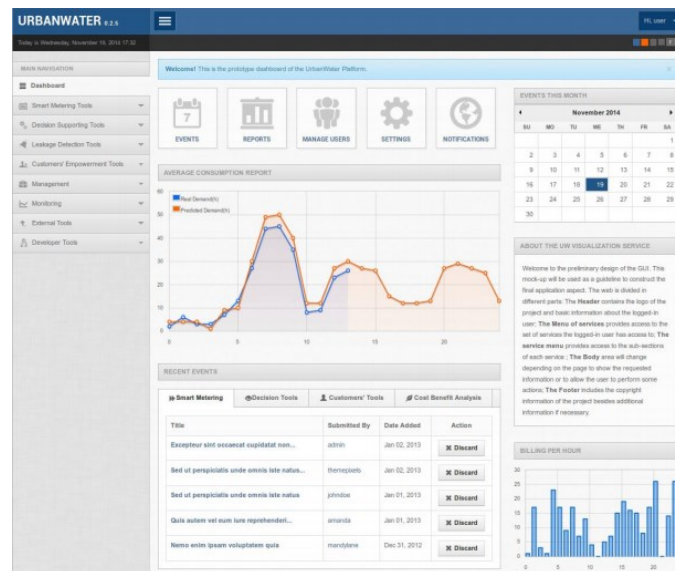 URBANWATER 0.2.5
Hi, user
Today is Wednesday, November 19, 2014 17:32
MAIN NAVIGATION
Dashboard
Smart Metering Tools
Decision Supporting Tools
Leakage Detection Tools
Customers' Empowerment Tools
Management
Monitoring
External Tools
Developer Tools
Welcome! This is the prototype dashboard of the UrbanWater Platform.
EVENTS
REPORTS
MANAGE USERS
SETTINGS
NOTIFICATIONS
AVERAGE CONSUMPTION REPORT
Real Demand(h)
Predicted Demand(h)
60
50
40
30
20
10
0
0 5 10 15 20
RECENT EVENTS
Smart Metering Decision Tools Customers' Tools Cost Benefit Analysis
Title Submitted By Date Added Action
Excepteur sint occaecat cupidatat non... admin Jan 02, 2013 Discard
Sed ut perspiciatis unde omnis iste natus... themepixels Jan 02, 2013 Discard
Sed ut perspiciatis unde omnis iste natus johndoe Jan 01, 2013 Discard
Quis autem vel eum iure reprehenderi... amanda Jan 01, 2013 Discard
Nemo enim ipsam voluptatem quia mandylane Dec 31, 2012 Discard
EVENTS THIS MONTH
November 2014
SU MO TU WE TH FR SA
1
2 3 4 5 6 7 8
9 10 11 12 13 14 15
16 17 18 19 20 21 22
23 24 25 26 27 28 29
30
ABOUT THE UW VISUALIZATION SERVICE
Welcome to the preliminary design of the GUI. This
mock-up will be used as a guideline to construct the
final application aspect. The web is divided in
different parts: The Header contains the logo of the
project and basic information about the logged-in
user; The Menu of services provides access to the
set of services the logged-in user has access to; The
service menu provides access to the sub-sections
of each service ; The Body area will change
depending on the page to show the requested
information or to allow the user to perform some
actions; The Footer includes the copyright
information of the project besides additional
information if necessary.
BILLING PER HOUR
30
25
20
15
10
5
0
0 5 10 15 20